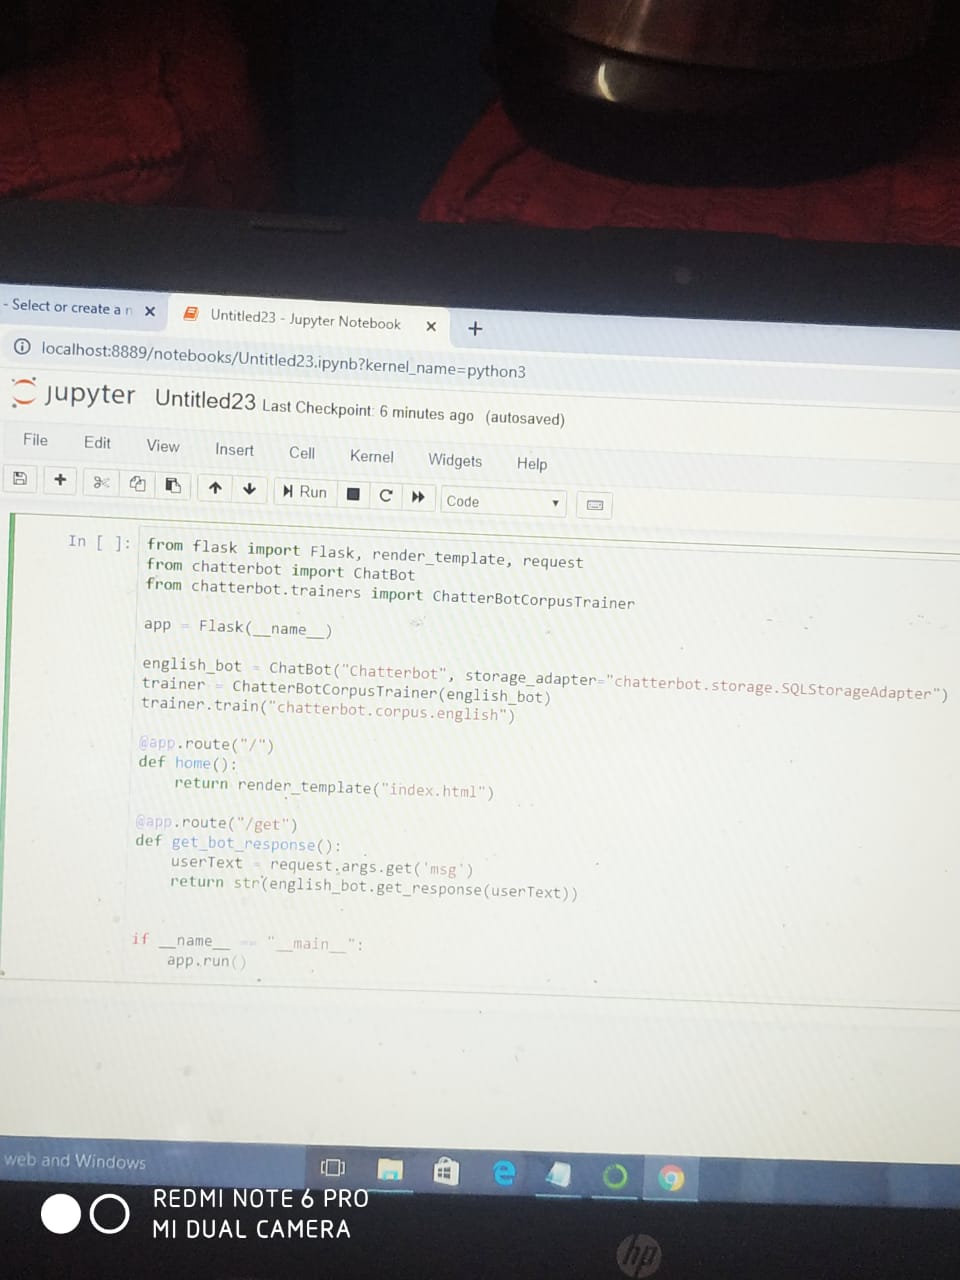 - Select or create a n
Untitled23 - Jupyter Notebook
localhost:8889/notebooks/Untitled23.ipynb?kernel_name=python3
jupyter Untitled23 Last Checkpoint: 6 minutes ago (autosaved)
File Edit View Insert Cell Kernel Widgets Help
Run Code
In [ ]: from flask import Flask, render_template, request
from chatterbot import ChatBot
from chatterbot.trainers import ChatterBotCorpusTrainer
app = Flask(__name__)
english_bot = ChatBot("Chatterbot", storage_adapter="chatterbot.storage.SQLStorageAdapter")
trainer = ChatterBotCorpusTrainer(english_bot)
trainer.train("chatterbot.corpus.english")
@app.route("/")
def home():
return render_template("index.html")
@app.route("/get")
def get_bot_response():
userText = request.args.get('msg')
return str(english_bot.get_response(userText))
if __name__ == "__main__":
app.run()
web and Windows
REDMI NOTE 6 PRO
MI DUAL CAMERA
hp